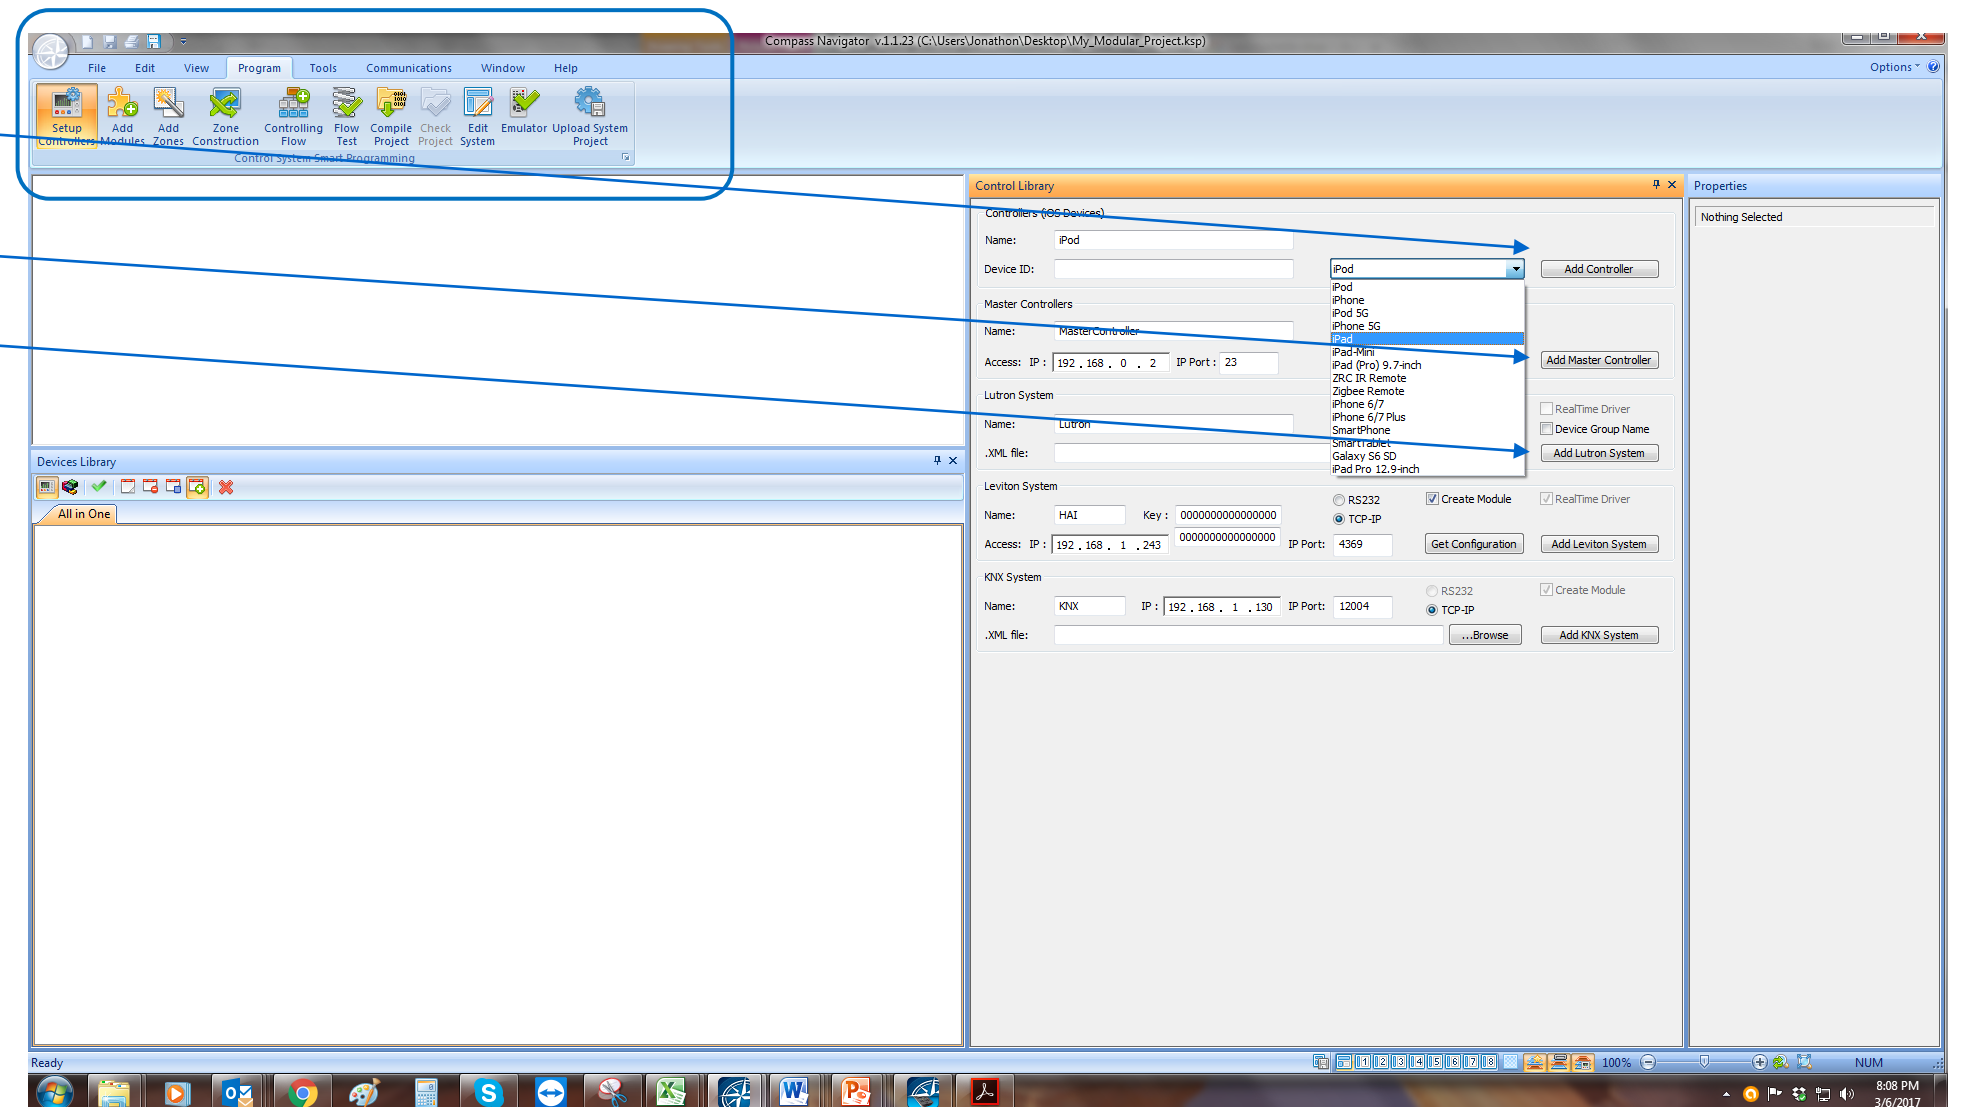 Compass Navigator v.1.1.23 (C:\Users\Jonathon\Desktop\My_Modular_Project.ksp)
File Edit View Program Tools Communications Window Help
Options
Setup Controllers
Add Modules
Add Zones
Zone Construction
Controlling Flow
Flow Test
Compile Project
Check Project
Edit System
Emulator
Upload System Project
Control System Smart Programming
Control Library
Controllers (iOS Devices)
Name: iPod
Device ID: iPod Add Controller
iPod
iPhone
iPod 5G
iPhone 5G
iPad
iPad-Mini
iPad (Pro) 9.7-inch
ZRC IR Remote
Zigbee Remote
iPhone 6/7
iPhone 6/7 Plus
SmartPhone
SmartTablet
Galaxy S6 SD
iPad Pro 12.9-inch
Master Controllers
Name: MasterController
Access: IP : 192 . 168 . 0 . 2 IP Port : 23 Add Master Controller
Lutron System
RealTime Driver
Name: Lutron Device Group Name
.XML file: Add Lutron System
Leviton System
RS232 Create Module RealTime Driver
Name: HAI Key : 0000000000000000 TCP-IP
0000000000000000
Access: IP : 192 . 168 . 1 . 243 IP Port: 4369 Get Configuration Add Leviton System
KNX System
RS232 Create Module
Name: KNX IP : 192 . 168 . 1 . 130 IP Port: 12004 TCP-IP
.XML file: ...Browse Add KNX System
Properties
Nothing Selected
Devices Library
All in One
Ready
1 2 3 4 5 6 7 8
100%
NUM
8:08 PM
3/6/2017